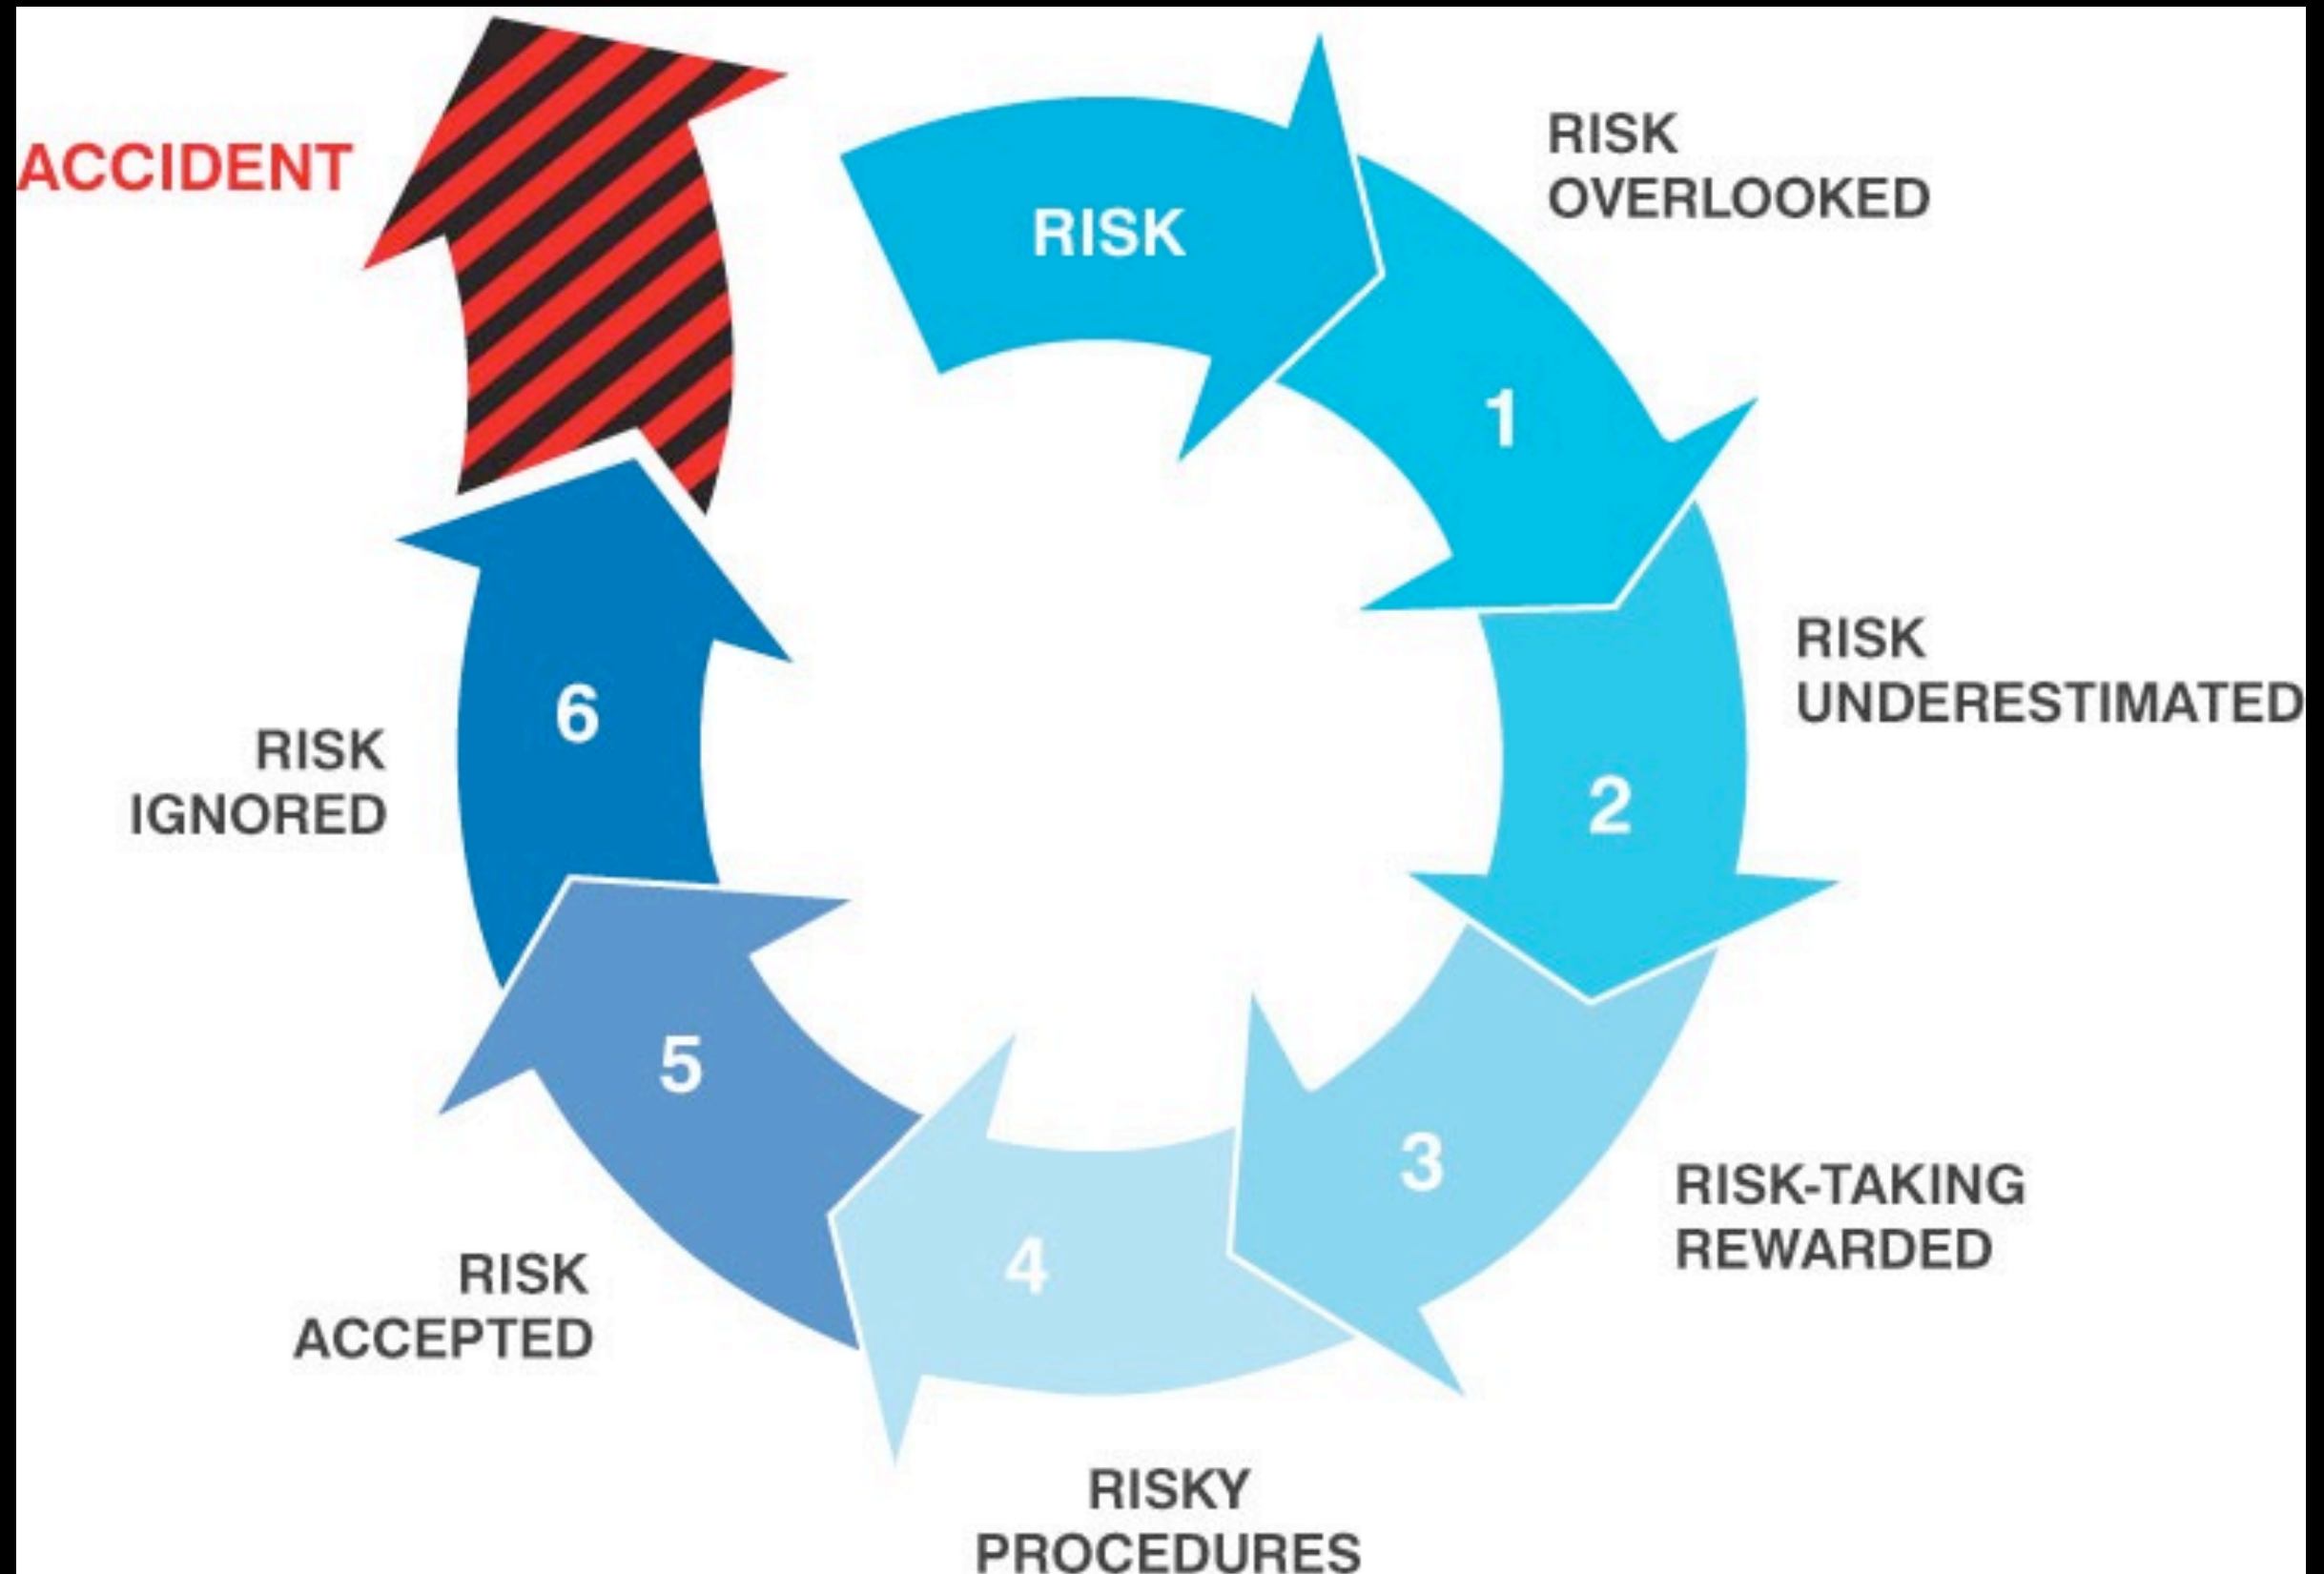 ACCIDENT
RISK
RISK
OVERLOOKED
1
RISK
UNDERESTIMATED
2
RISK-TAKING
REWARDED
3
RISKY
PROCEDURES
4
RISK
ACCEPTED
5
RISK
IGNORED
6